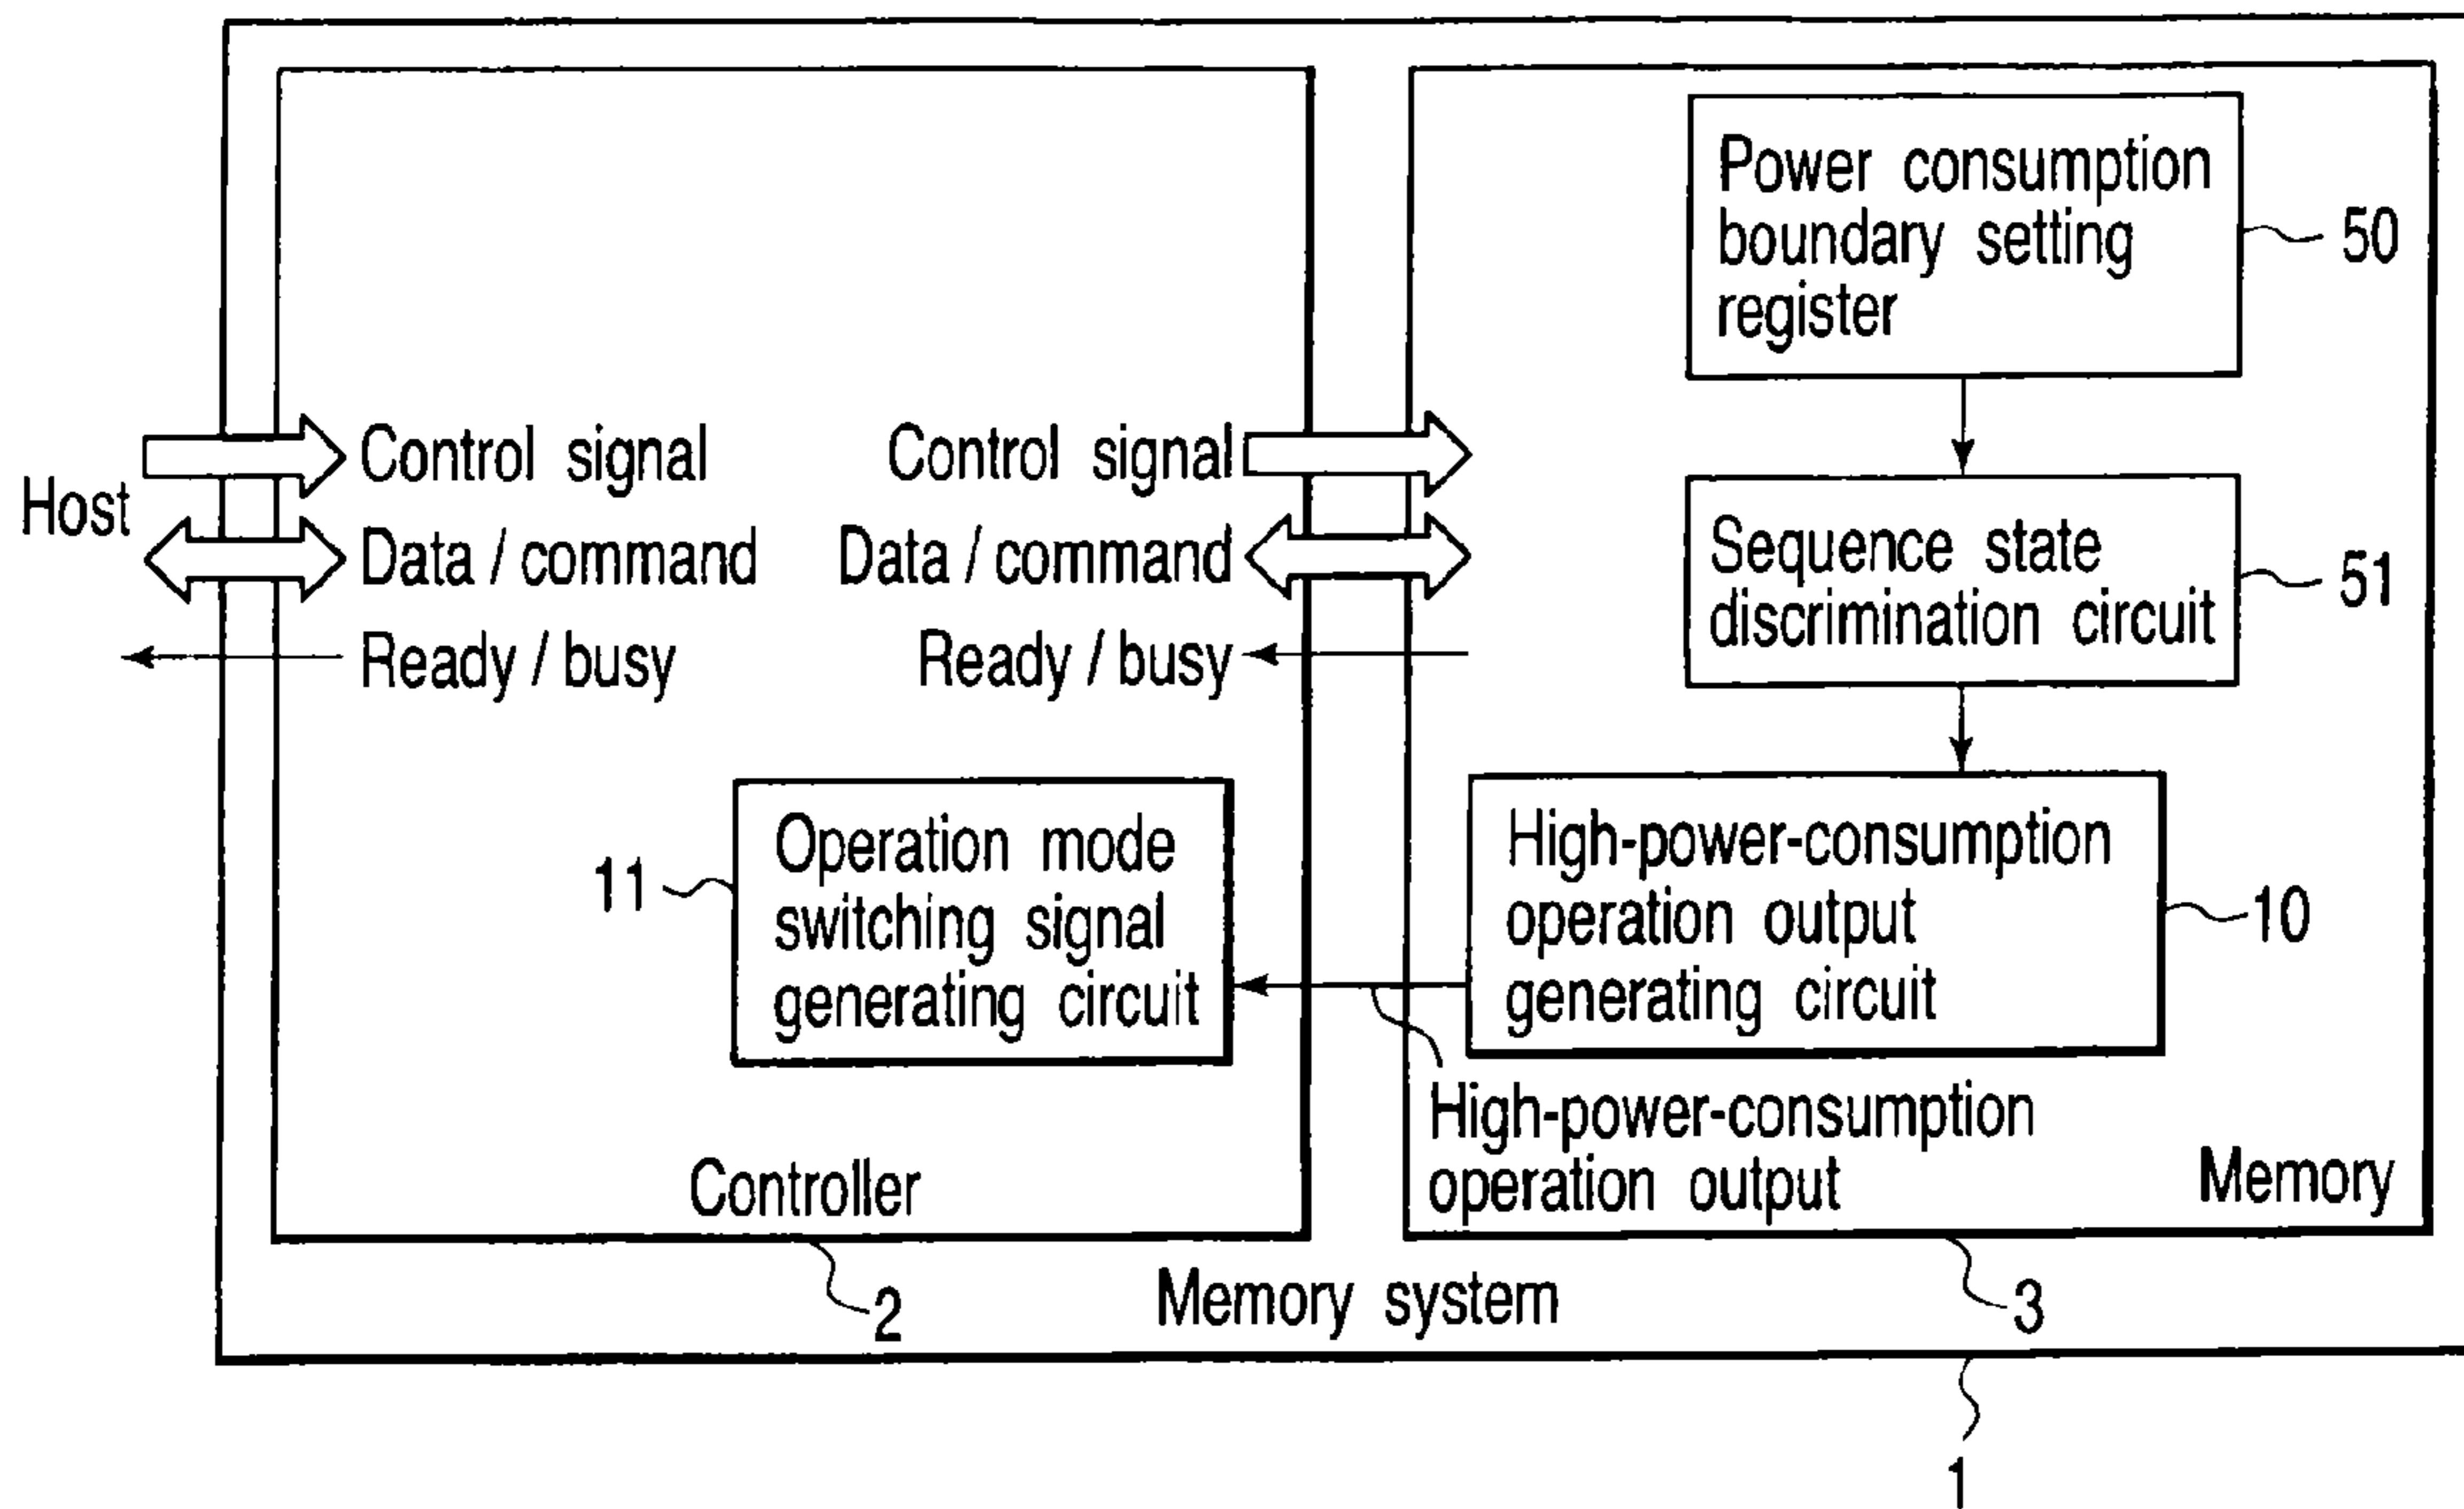 Power consumption
boundary setting
register
50
Host
Control signal
Data / command
Ready / busy
Control signal
Data / command
Ready / busy
Sequence state
discrimination circuit
51
11
Operation mode
switching signal
generating circuit
High-power-consumption
operation output
generating circuit
10
High-power-consumption
operation output
Controller
Memory
2
Memory system
3
1